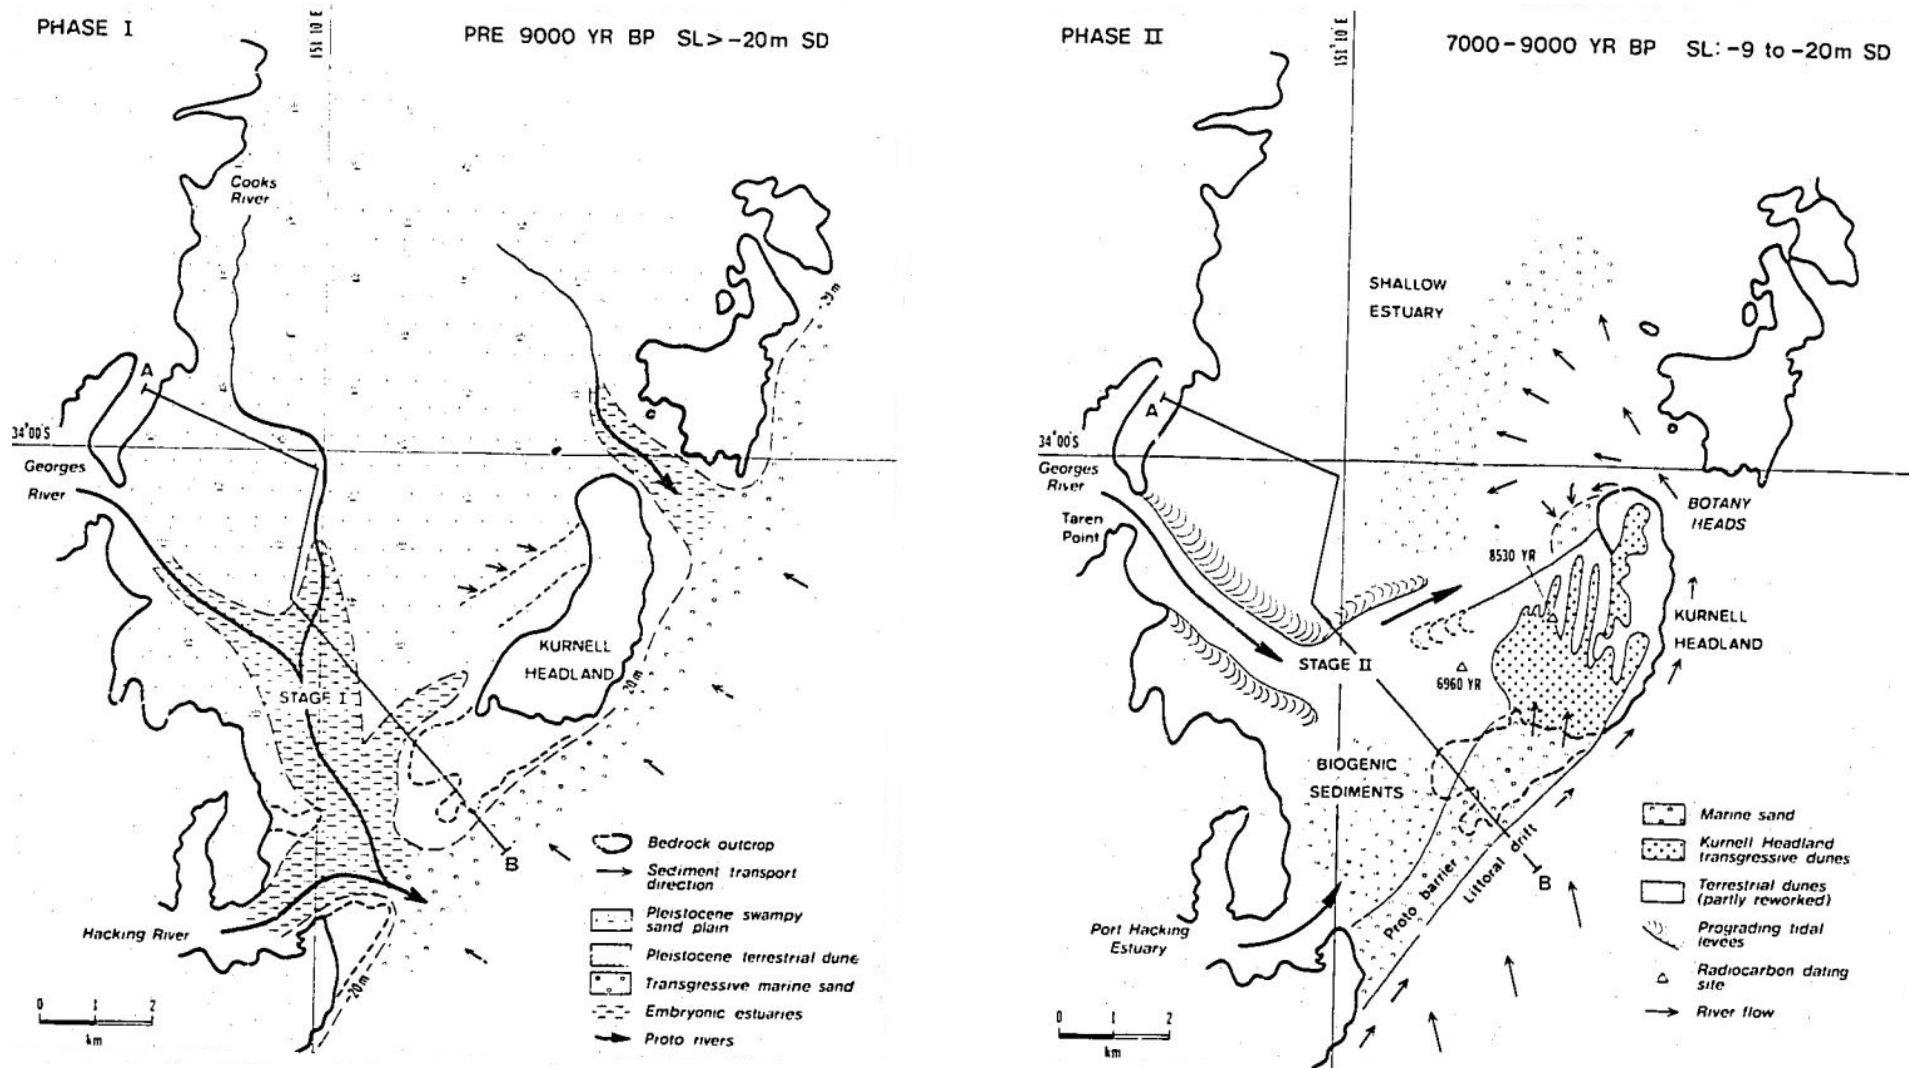 PHASE I
151 10 E
PRE 9000 YR BP SL> -20m SD
Cooks
River
-20m
A
34°00'S
Georges
River
KURNELL
HEADLAND
20m
STAGE I
B
Hacking River
-20m
Bedrock outcrop
Sediment transport
direction
Pleistocene swampy
sand plain
Pleistocene terrestrial dune
Transgressive marine sand
Embryonic estuaries
Proto rivers
0 1 2
km
PHASE II
151°10'E
7000-9000 YR BP SL: -9 to -20m SD
SHALLOW
ESTUARY
A
34°00'S
Georges
River
Taren
Point
BOTANY
HEADS
8530 YR
KURNELL
HEADLAND
STAGE II
6960 YR
BIOGENIC
SEDIMENTS
Proto barrier
Littoral drift
B
Port Hacking
Estuary
Marine sand
Kurnell Headland
transgressive dunes
Terrestrial dunes
(partly reworked)
Prograding tidal
levees
Radiocarbon dating
site
River flow
0 1 2
km